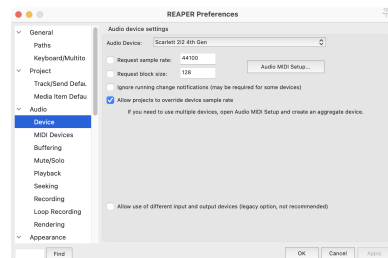 REAPER Preferences
General
Paths
Keyboard/Multito
Project
Track/Send Defau
Media Item Defau
Audio
Device
MIDI Devices
Buffering
Mute/Solo
Playback
Seeking
Recording
Loop Recording
Rendering
Appearance
Find
Audio device settings
Audio Device: Scarlett 2i2 4th Gen
Request sample rate: 44100
Request block size: 128
Audio MIDI Setup...
Ignore running change notifications (may be required for some devices)
Allow projects to override device sample rate
If you need to use multiple devices, open Audio MIDI Setup and create an aggregate device.
Allow use of different input and output devices (legacy option, not recommended)
OK Cancel Apply